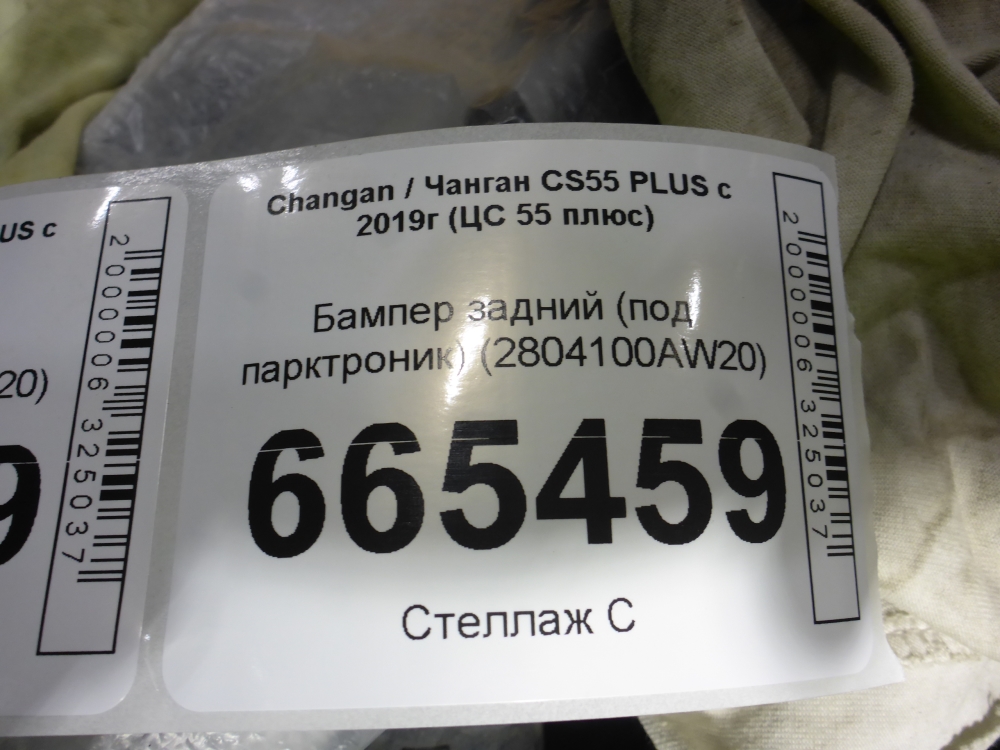 Changan / Чанган CS55 PLUS с
2019г (ЦС 55 плюс)
Бампер задний (под
парктроник) (2804100AW20)
665459
Стеллаж С
2000006325037
US с
20)
9
2000006325037